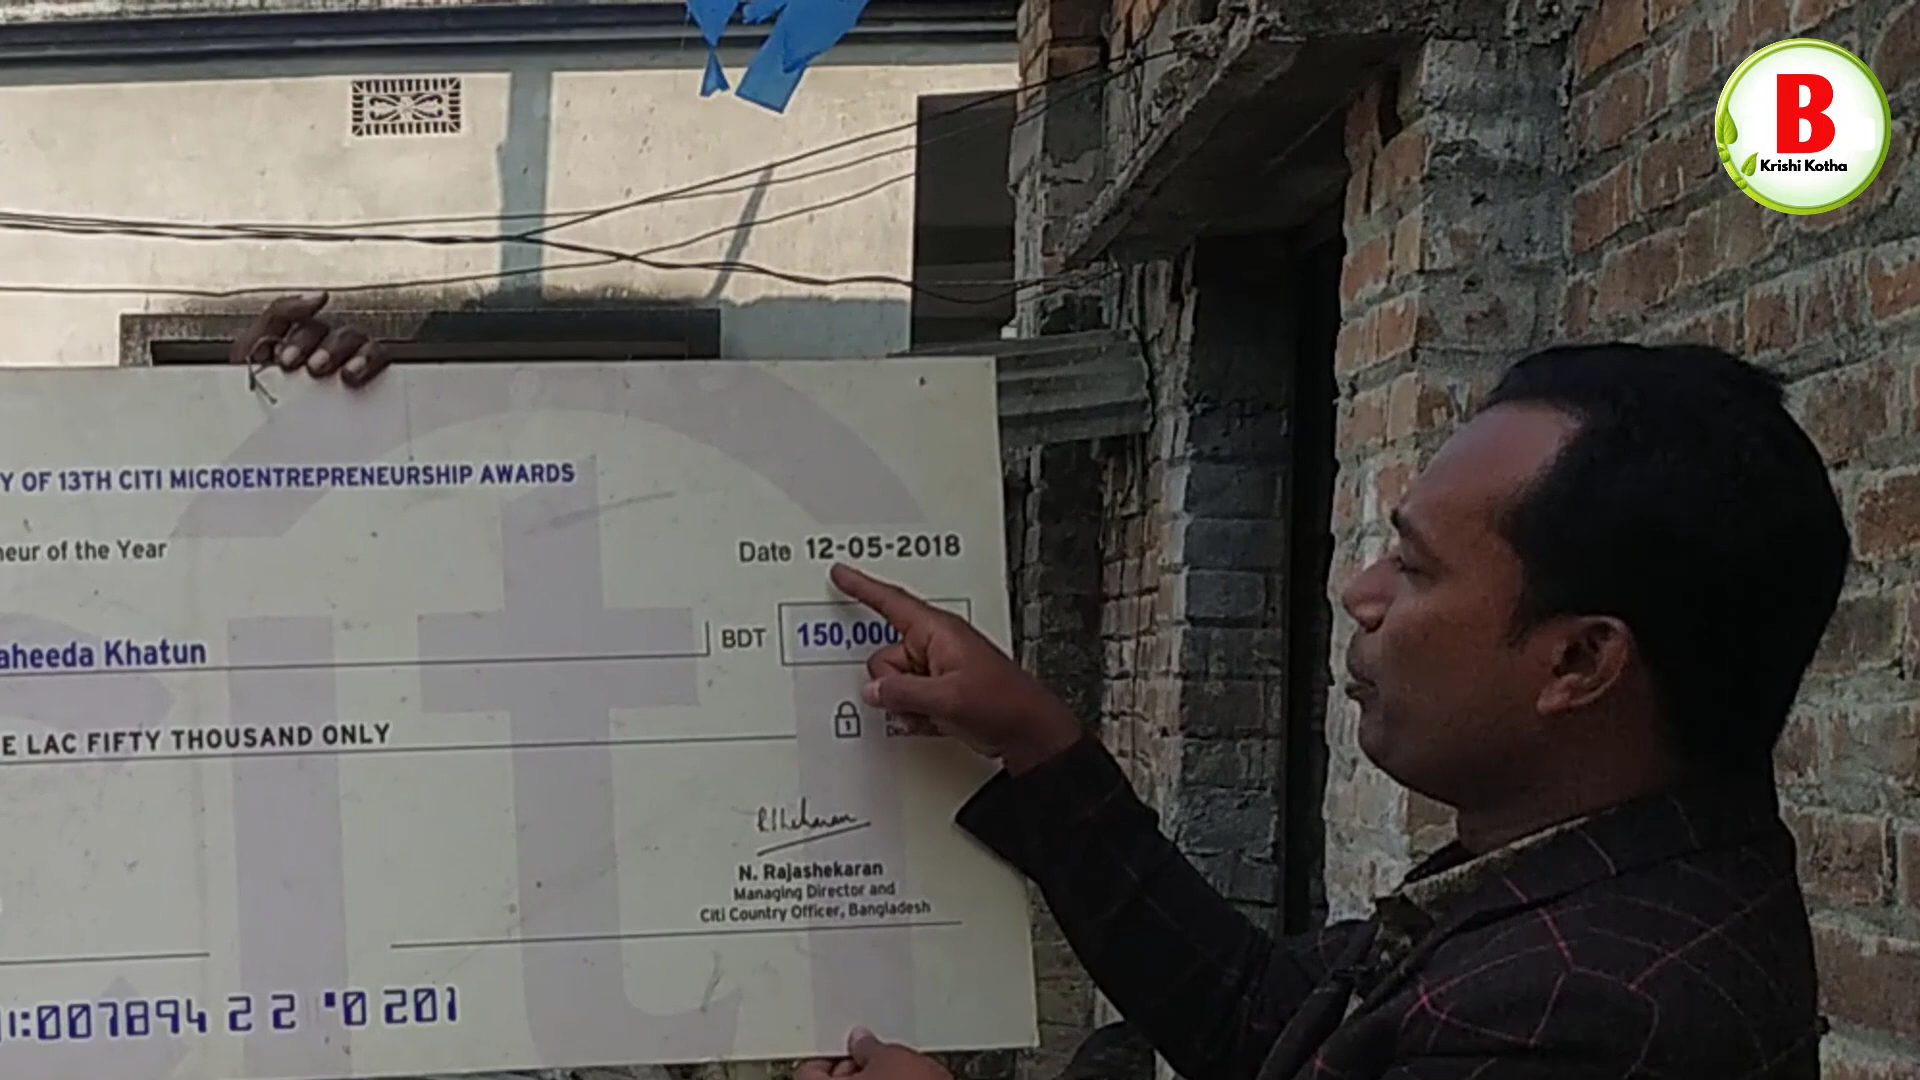 B
Krishi Kotha
Y OF 13TH CITI MICROENTREPRENEURSHIP AWARDS
neur of the Year
Date 12-05-2018
aheeda Khatun
BDT 150,000
E LAC FIFTY THOUSAND ONLY
N. Rajashekaran
Managing Director and
Citi Country Officer, Bangladesh
1:007894 2 2 "0 201